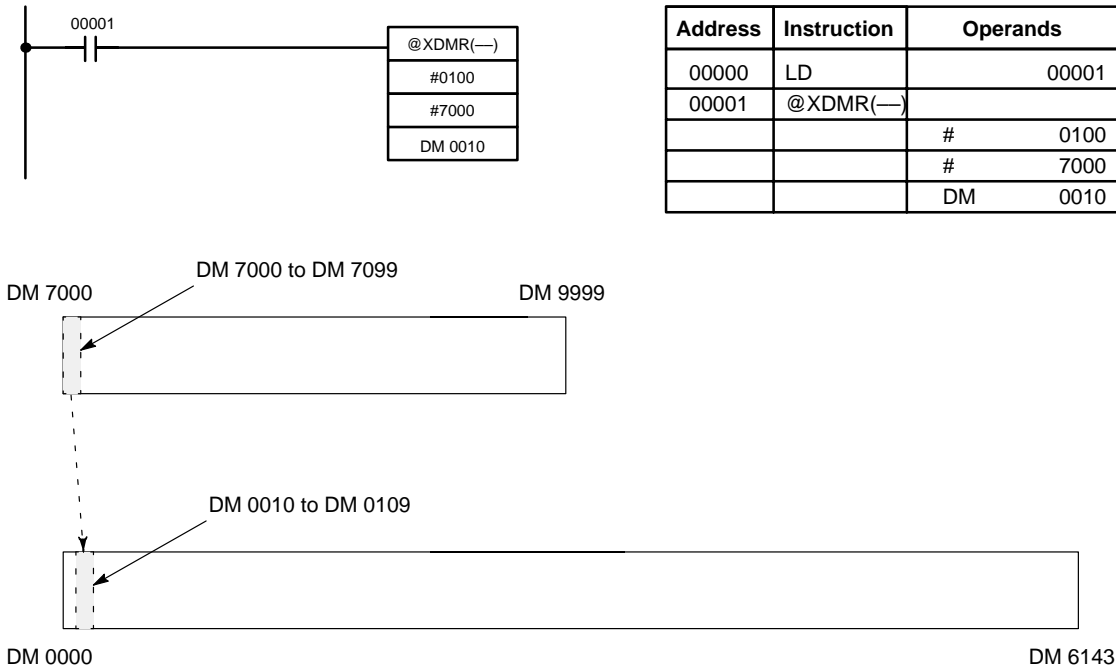 00001
@XDMR(––)
#0100
#7000
DM 0010
Address Instruction Operands
00000 LD 00001
00001 @XDMR(––)
# 0100
# 7000
DM 0010
DM 7000 to DM 7099
DM 7000 DM 9999
DM 0010 to DM 0109
DM 0000 DM 6143